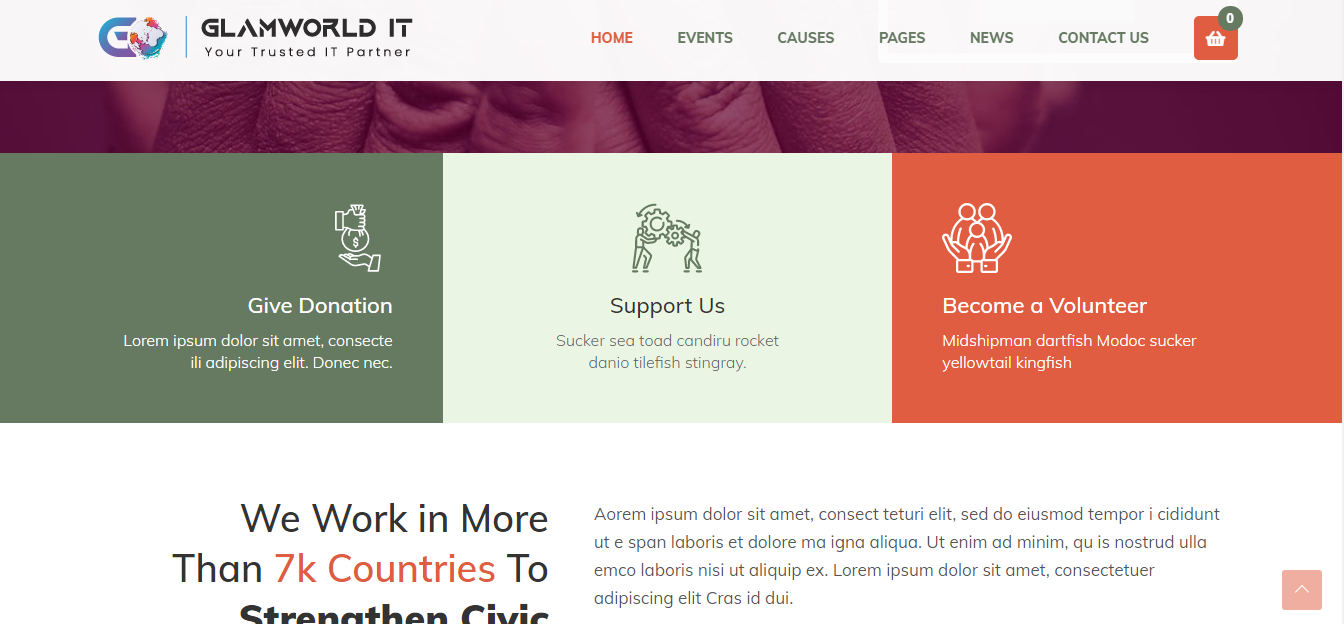 GLAMWORLD IT
Your Trusted IT Partner
HOME
EVENTS
CAUSES
PAGES
NEWS
CONTACT US
0
Give Donation
Lorem ipsum dolor sit amet, consecte
ili adipiscing elit. Donec nec.
Support Us
Sucker sea toad candiru rocket
danio tilefish stingray.
Become a Volunteer
Midshipman dartfish Modoc sucker
yellowtail kingfish
We Work in More
Than 7k Countries To
Strengthen Civic
Aorem ipsum dolor sit amet, consect teturi elit, sed do eiusmod tempor i cididunt
ut e span laboris et dolore ma igna aliqua. Ut enim ad minim, qu is nostrud ulla
emco laboris nisi ut aliquip ex. Lorem ipsum dolor sit amet, consectetuer
adipiscing elit Cras id dui.